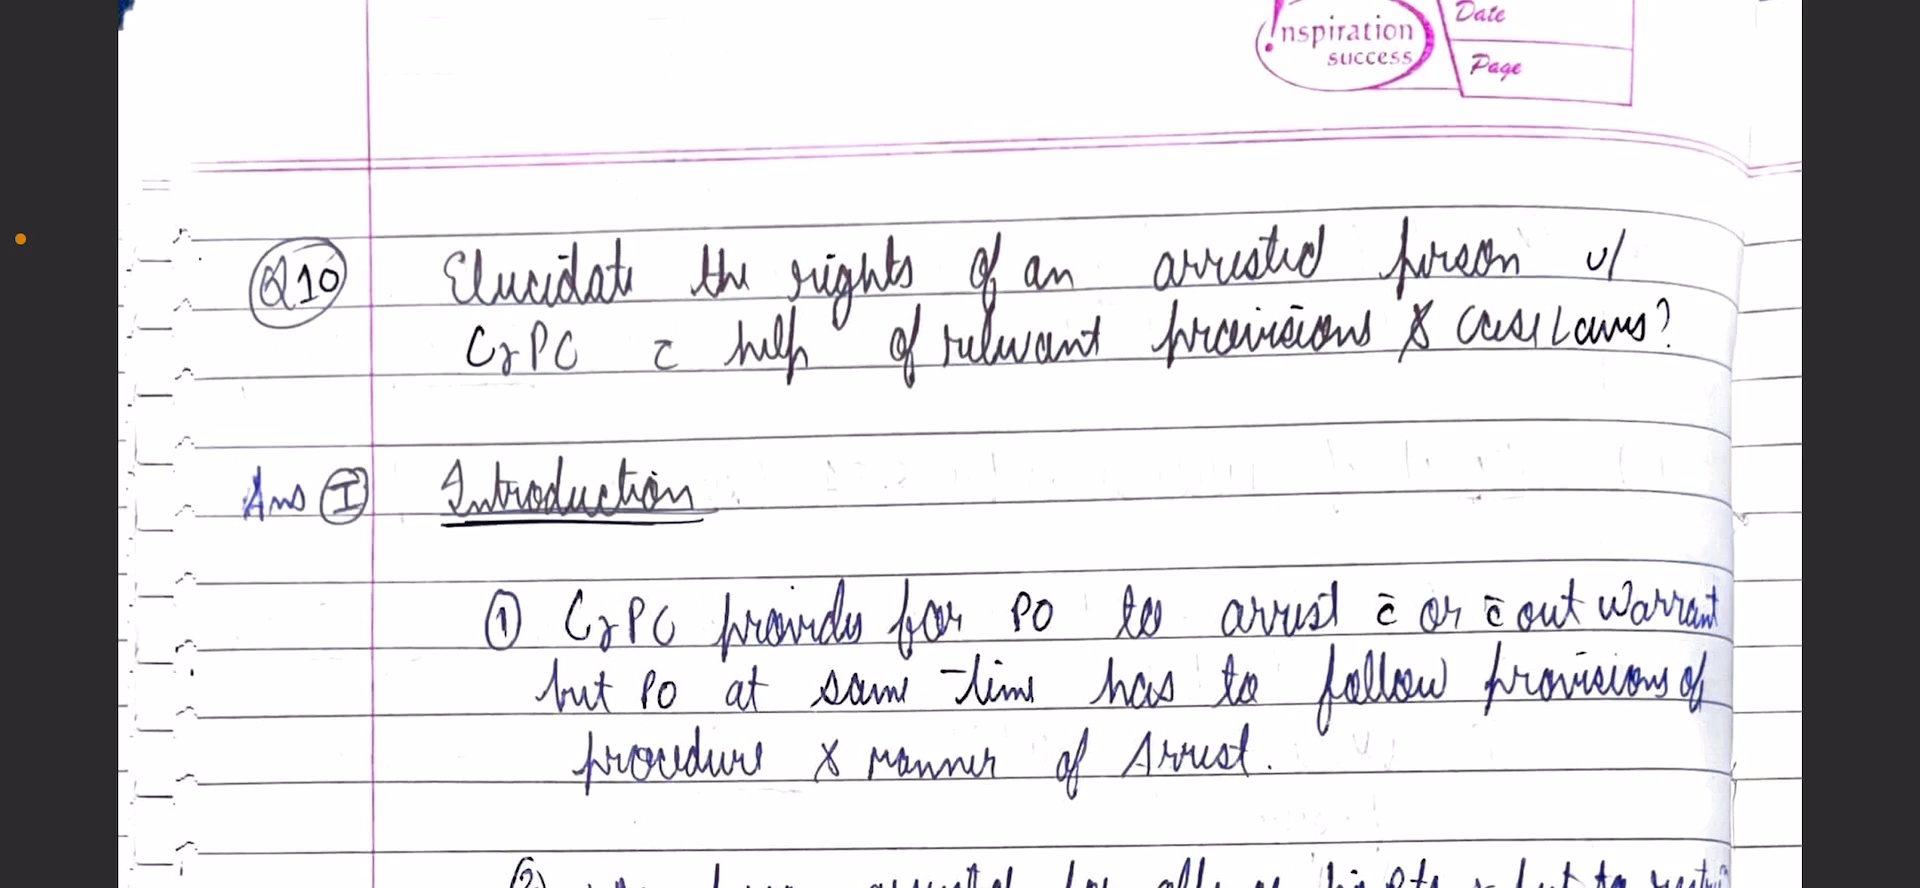 Inspiration
success
Date
Page
Q10 Elucidate the rights of an arrested person u/
CrPC c̄ help of relevant provisions & Case Laws?
Ans I Introduction
① CrPC provides for PO to arrest c̄ or c̄out warrant
but PO at same time has to follow provisions of
procedure & manner of Arrest.
②